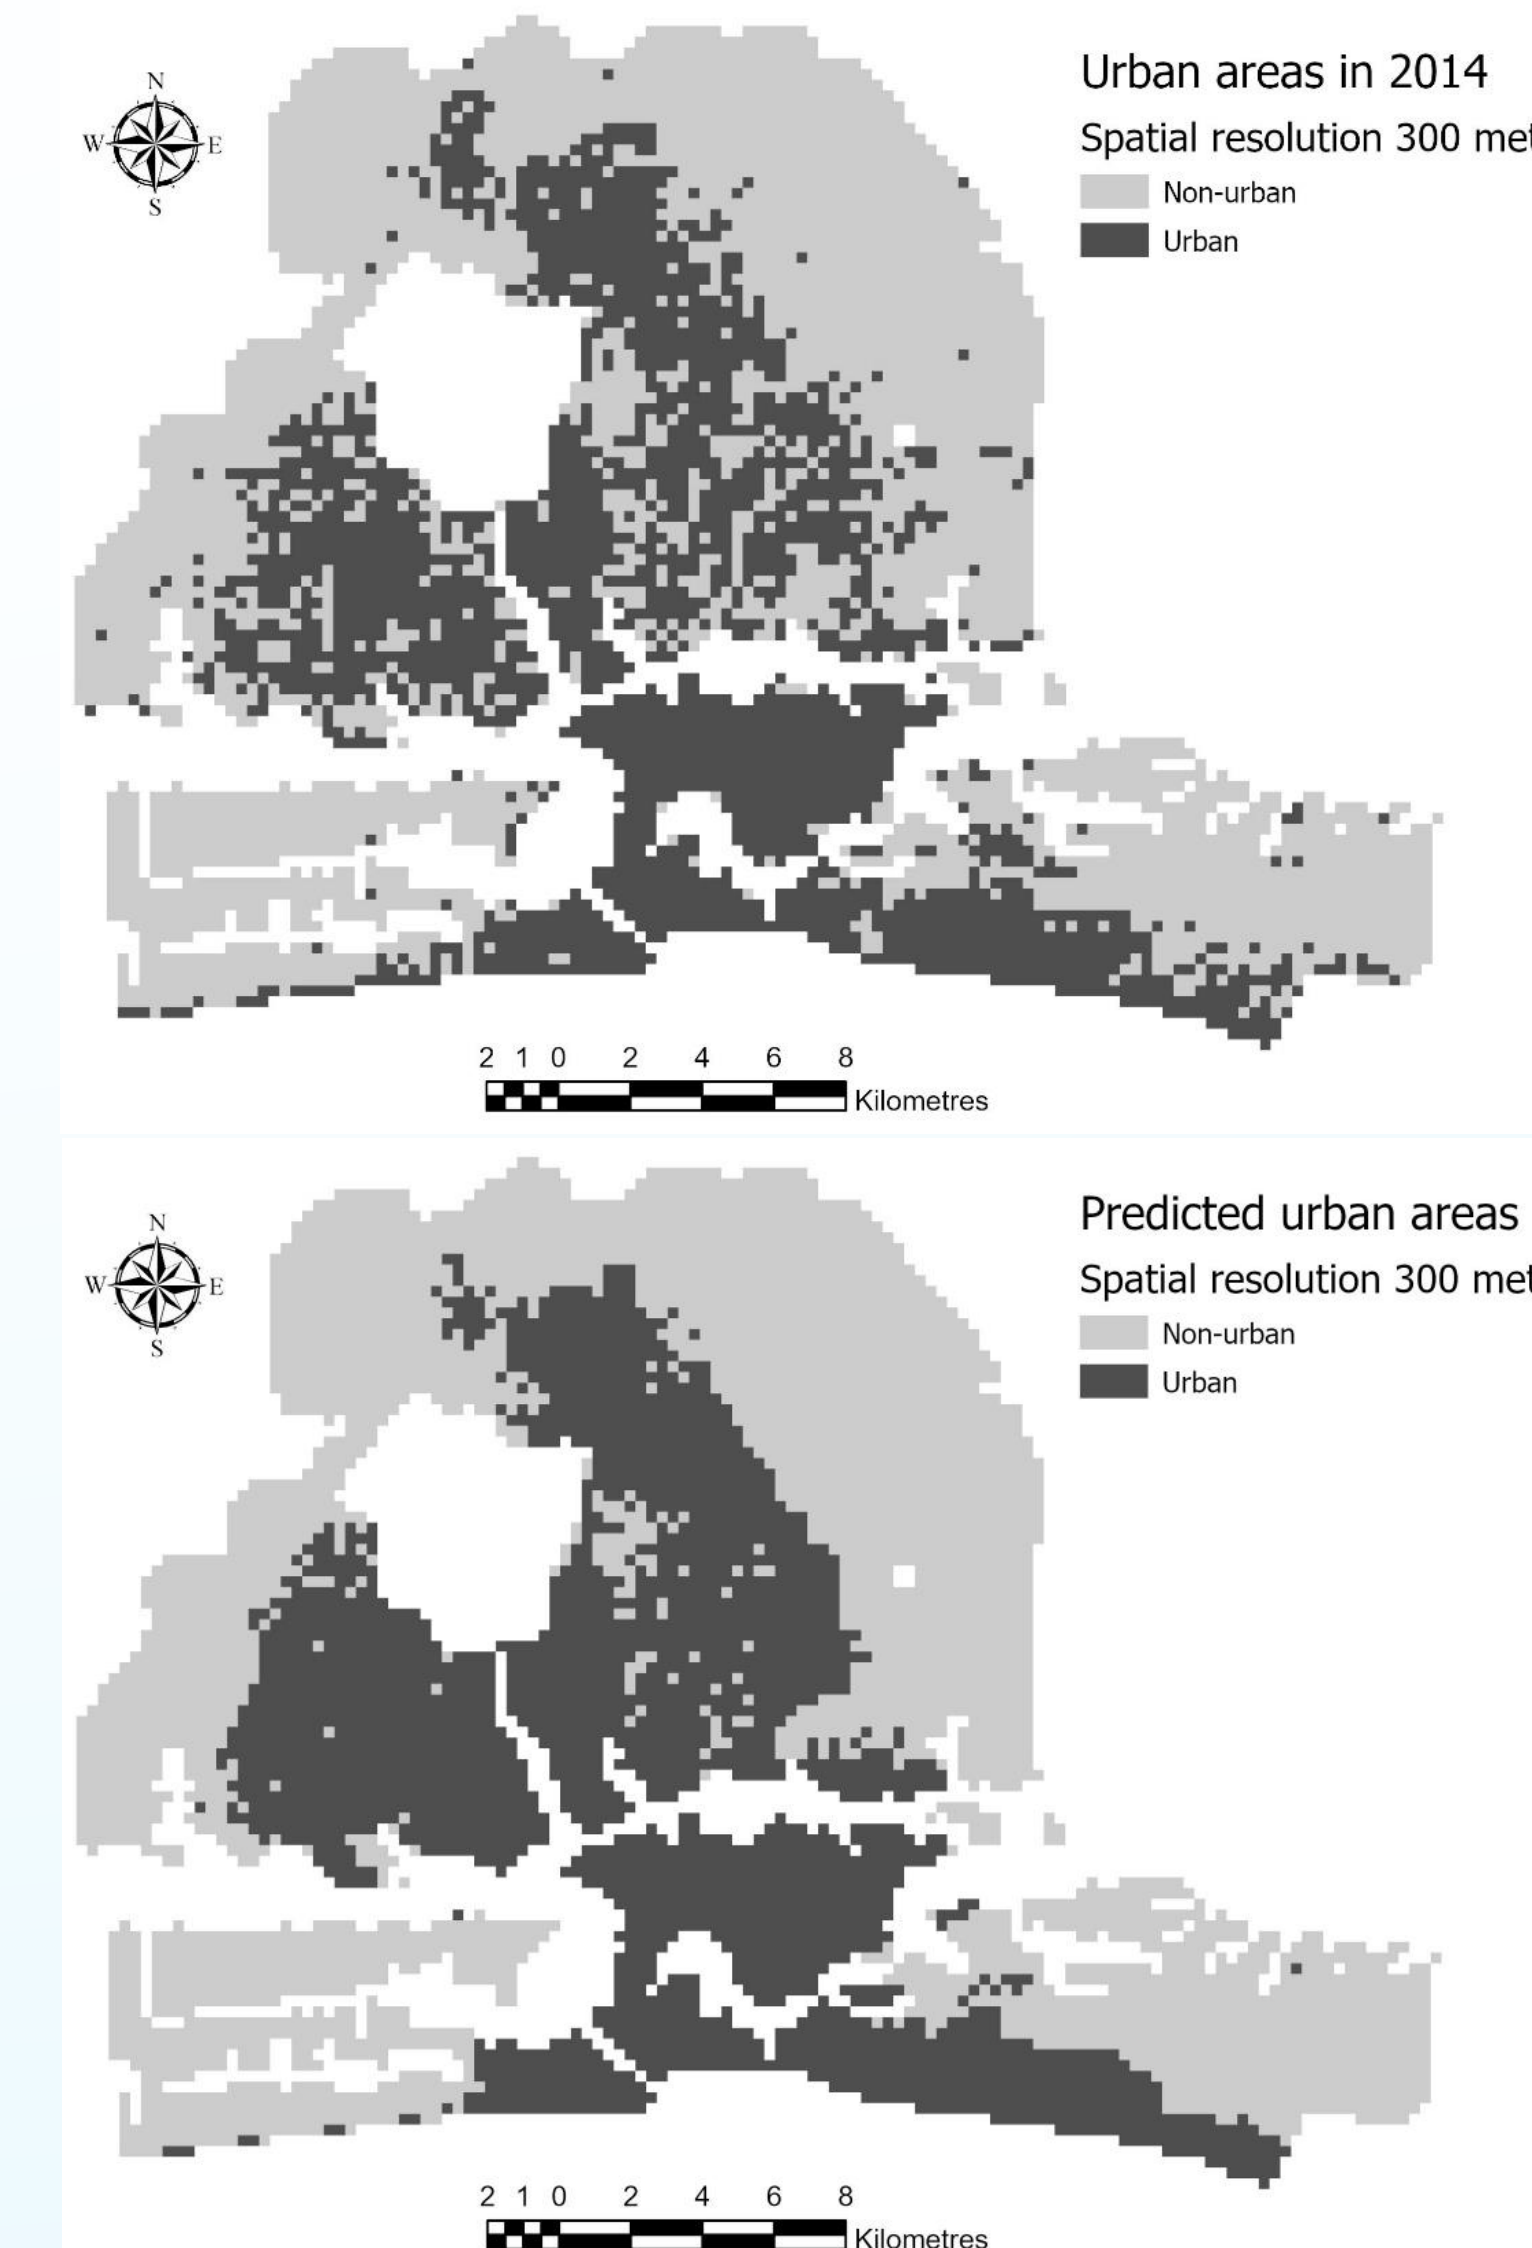 N
W E
S
Urban areas in 2014
Spatial resolution 300 met
Non-urban
Urban
2 1 0 2 4 6 8
Kilometres
N
W E
S
Predicted urban areas
Spatial resolution 300 met
Non-urban
Urban
2 1 0 2 4 6 8
Kilometres